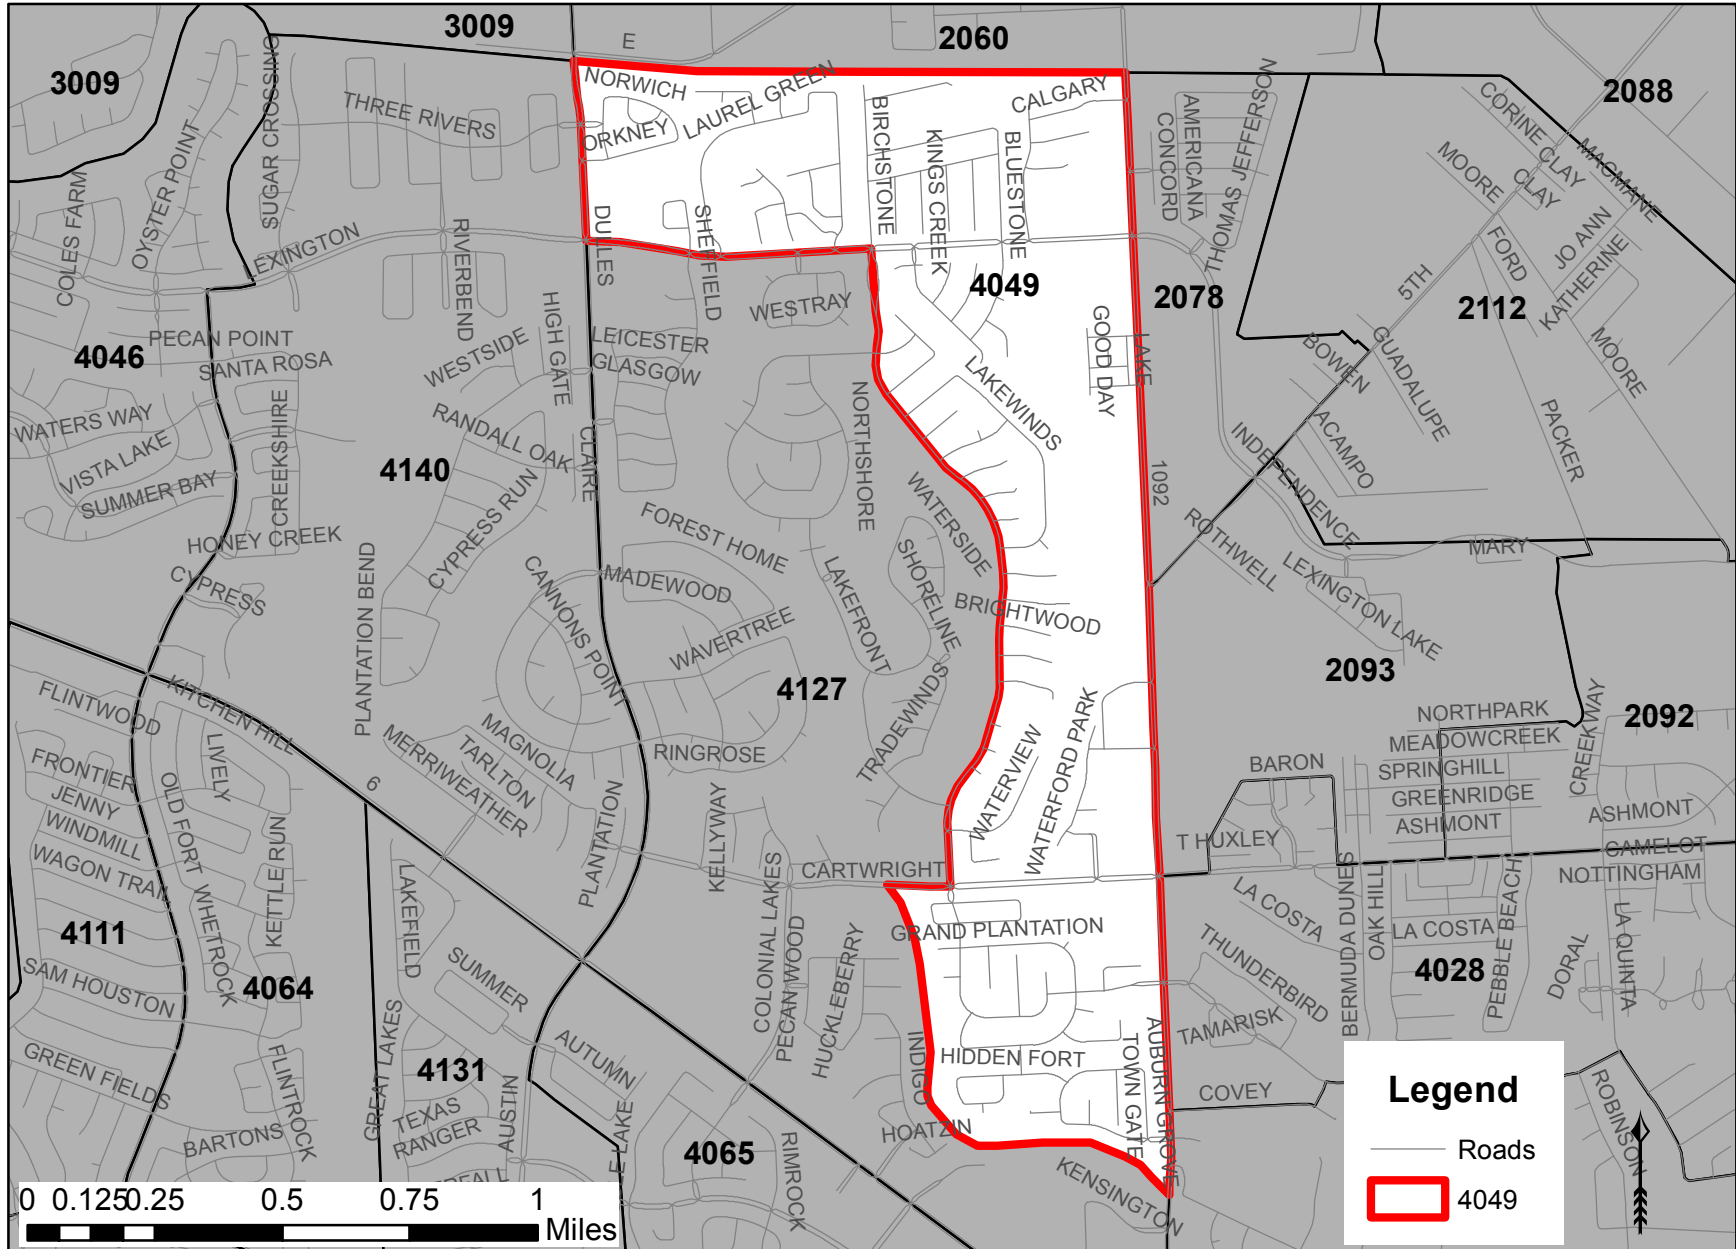 3009
E
2060
3009
2088
NORWICH
LAUREL GREEN
CALGARY
THREE RIVERS
ORKNEY
SUGAR CROSSING
OYSTER POINT
COLES FARM
BIRCHSTONE
KINGS CREEK
BLUESTONE
AMERICANA
CONCORD
THOMAS JEFFERSON
CORINE CLAY
MAGMANE
MOORE
CLAY
JO ANN
FORD
KATHERINE
LEXINGTON
RIVERBEND
DULLES
SHEFFIELD
WESTRAY
4049
2078
5TH
2112
MOORE
PECAN POINT
4046
SANTA ROSA
WESTSIDE
HIGH GATE
LEICESTER
GLASGOW
GOOD DAY
LAKE
BOWEN
GUADALUPE
LAKEWINDS
WATERS WAY
VISTA LAKE
SUMMER BAY
CREEKSHIRE
RANDALL OAK
CLAIRE
NORTHSHORE
4140
1092
INDEPENDENCE
ACAMPO
PACKER
HONEY CREEK
CYPRESS RUN
FOREST HOME
WATERSIDE
SHORELINE
ROTHWELL
MARY
CYPRESS
PLANTATION BEND
CANNONS POINT
MADEWOOD
WAVERTREE
LAKEFRONT
BRIGHTWOOD
LEXINGTON LAKE
4127
2093
FLINTWOOD
KITCHEN HILL
MERRIWEATHER
TARLTON
MAGNOLIA
RINGROSE
TRADEWINDS
WATERVIEW
WATERFORD PARK
NORTHPARK
MEADOWCREEK
SPRINGHILL
GREENRIDGE
ASHMONT
CREEKWAY
2092
BARON
FRONTIER
JENNY
WINDMILL
WAGON TRAIL
OLD FORT
LIVELY
6
PLANTATION
KELLYWAY
CARTWRIGHT
T HUXLEY
ASHMONT
CAMELOT
NOTTINGHAM
KETTLE RUN
WHETROCK
LAKEFIELD
COLONIAL LAKES
PECAN WOOD
HUCKLEBERRY
GRAND PLANTATION
LA COSTA
BERMUDA DUNES
OAK HILL
LA COSTA
PEBBLE BEACH
DORAL
LA QUINTA
4111
SAM HOUSTON
4064
SUMMER
THUNDERBIRD
4028
TAMARISK
GREEN FIELDS
FLINTROCK
GREAT LAKES
4131
AUTUMN
INDIGO
HIDDEN FORT
TOWN GATE
AUBURN GROVE
COVEY
ROBINSON
BARTONS
TEXAS
RANGER
AUSTIN
E LAKE
4065
RIMROCK
HOATZIN
KENSINGTON
Legend
Roads
4049
0 0.125 0.25 0.5 0.75 1
Miles